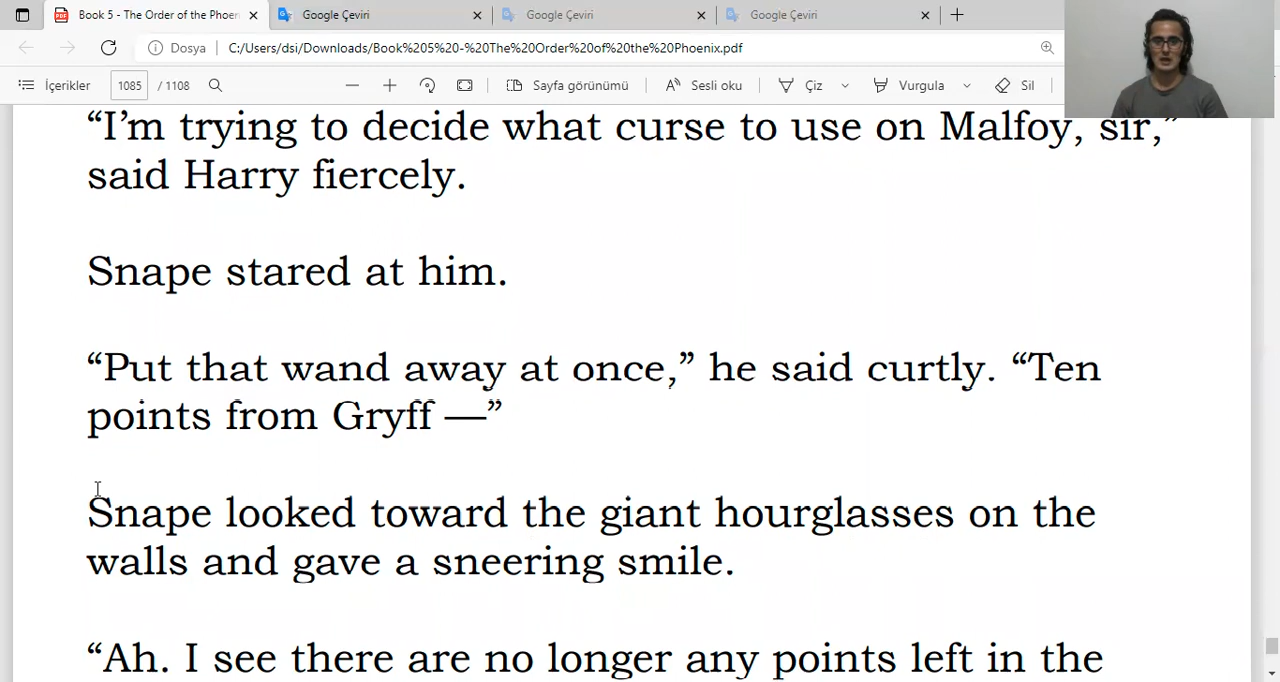 Book 5 - The Order of the Phoen
Google Çeviri
Google Çeviri
Google Çeviri
Dosya
C:/Users/dsi/Downloads/Book%205%20-%20The%20Order%20of%20the%20Phoenix.pdf
İçerikler
1085 / 1108
Sayfa görünümü
Sesli oku
Çiz
Vurgula
Sil
“I’m trying to decide what curse to use on Malfoy, sir,”
said Harry fiercely.
Snape stared at him.
“Put that wand away at once,” he said curtly. “Ten
points from Gryff —”
Snape looked toward the giant hourglasses on the
walls and gave a sneering smile.
“Ah. I see there are no longer any points left in the